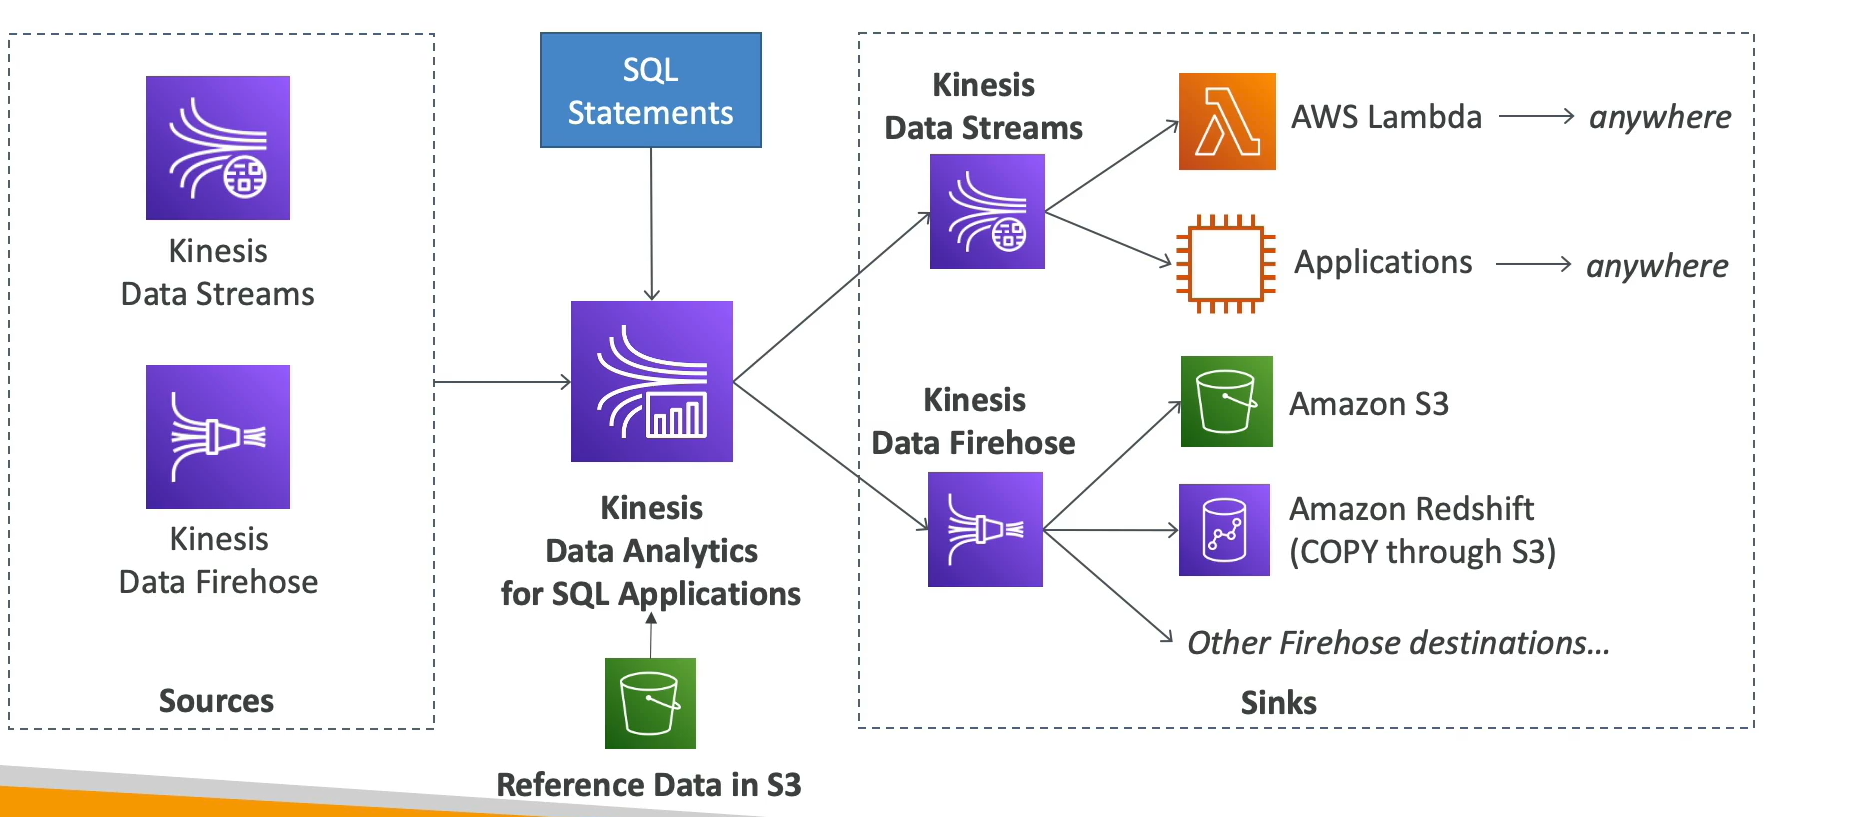 Kinesis
Data Streams
Kinesis
Data Firehose
Sources
SQL
Statements
Kinesis
Data Analytics
for SQL Applications
Reference Data in S3
Kinesis
Data Streams
AWS Lambda
anywhere
Applications
anywhere
Kinesis
Data Firehose
Amazon S3
Amazon Redshift
(COPY through S3)
Other Firehose destinations...
Sinks